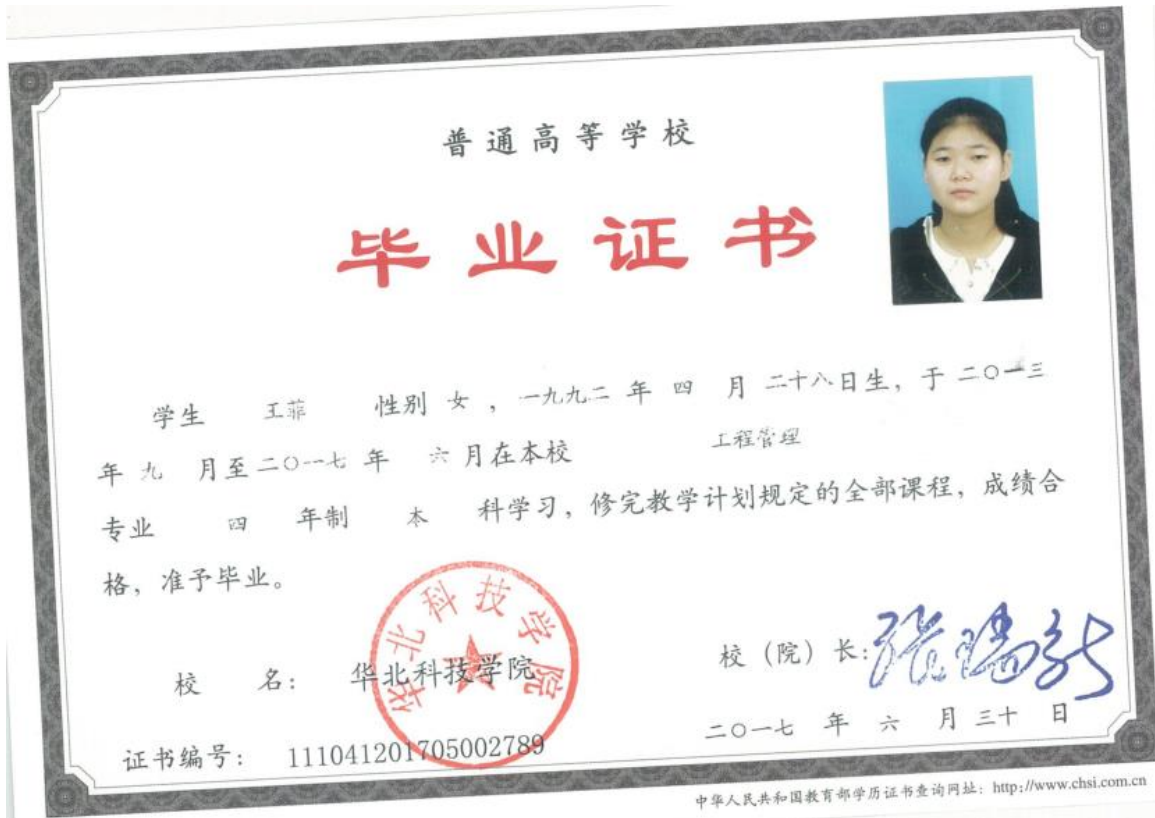 普通高等学校
毕业证书
学生 王菲 性别 女 ，一九九二 年 四 月 二十八日生，于 二〇一三
年 九 月至 二〇一七 年 六 月在本校 工程管理
专业 四 年制 本 科学习，修完教学计划规定的全部课程，成绩合
格，准予毕业。
华北科技学院
校 名： 华北科技学院
校（院）长：张瑞新
证书编号： 111041201705002789
二〇一七 年 六 月 三十 日
中华人民共和国教育部学历证书查询网址：http://www.chsi.com.cn